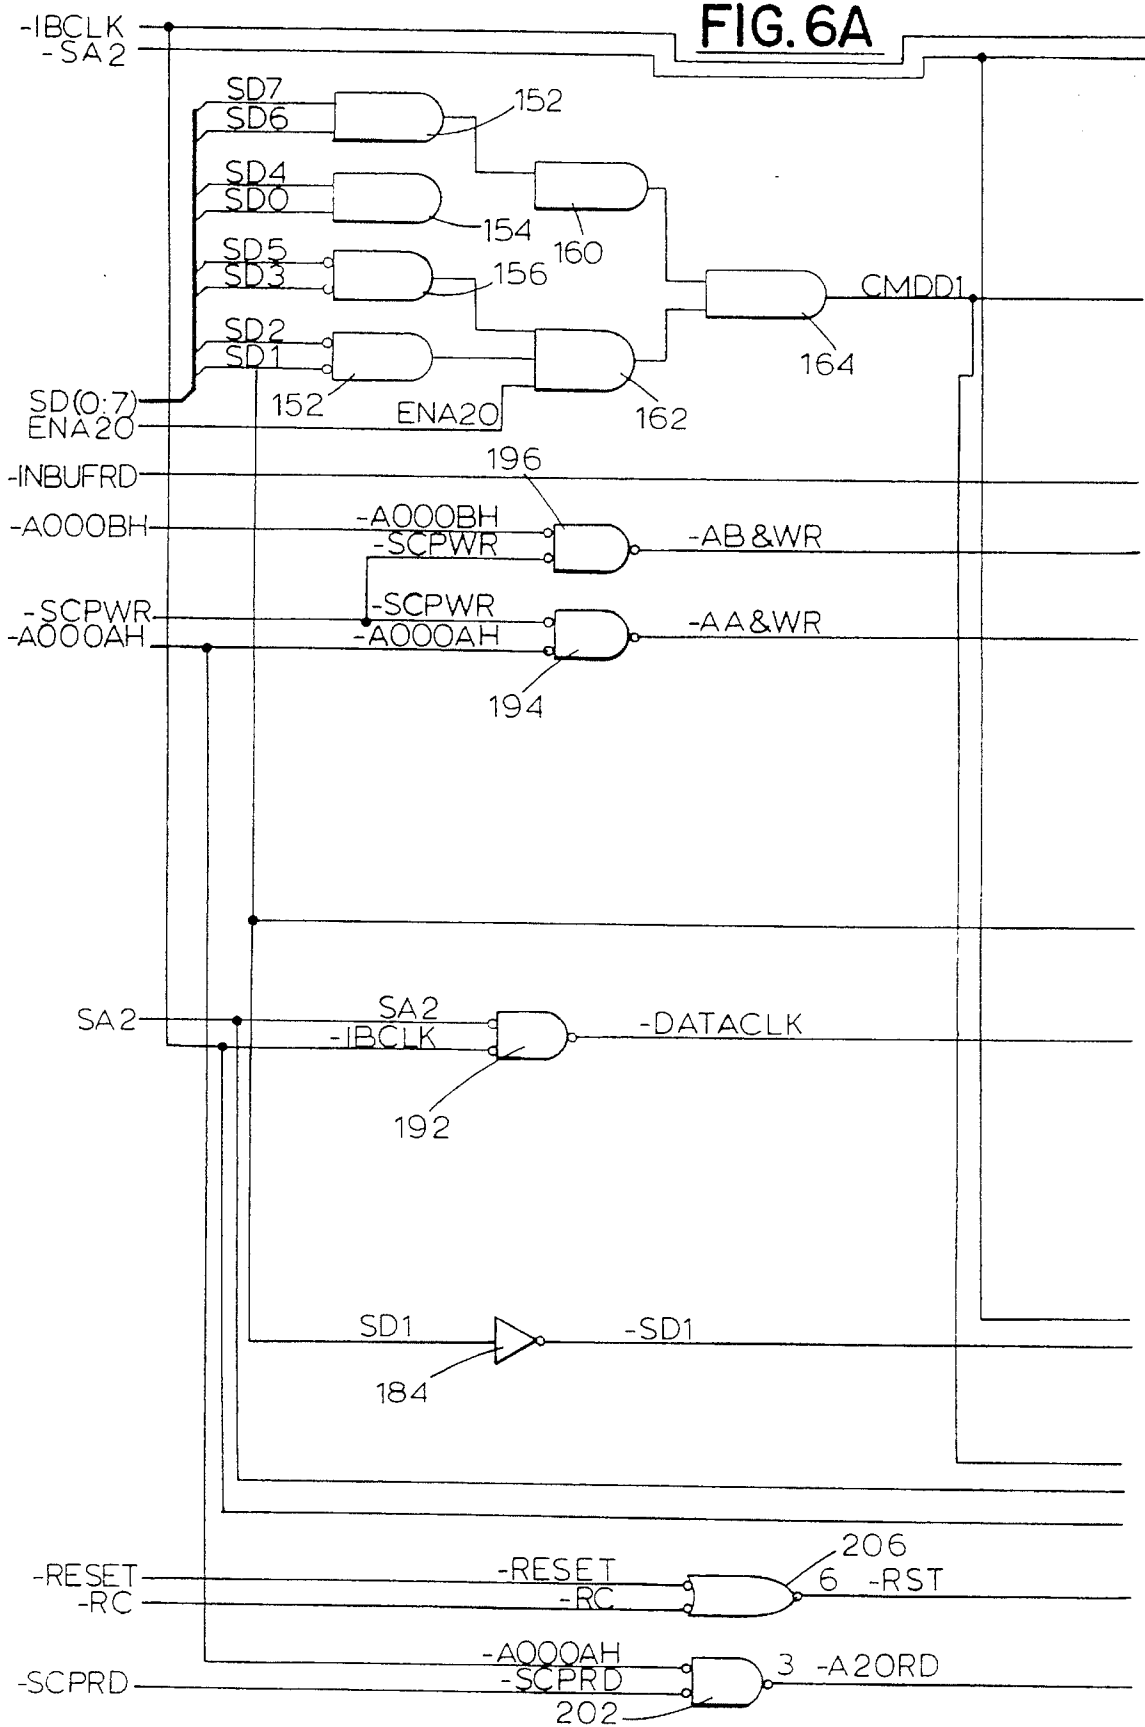 FIG. 6A
-IBCLK
-SA2
SD7
SD6
152
SD4
SD0
154
160
SD5
SD3
156
CMDD1
164
SD2
SD1
152
162
SD(0:7)
ENA20
ENA20
-INBUFRD
196
-A000BH
-A000BH
-SCPWR
-AB&WR
-SCPWR
-SCPWR
-A000AH
-A000AH
-AA&WR
194
SA2
SA2
-IBCLK
-DATACLK
192
SD1
-SD1
184
206
-RESET
-RESET
-RC
-RC
6 -RST
-A000AH
-SCPRD
-SCPRD
3 -A20RD
202